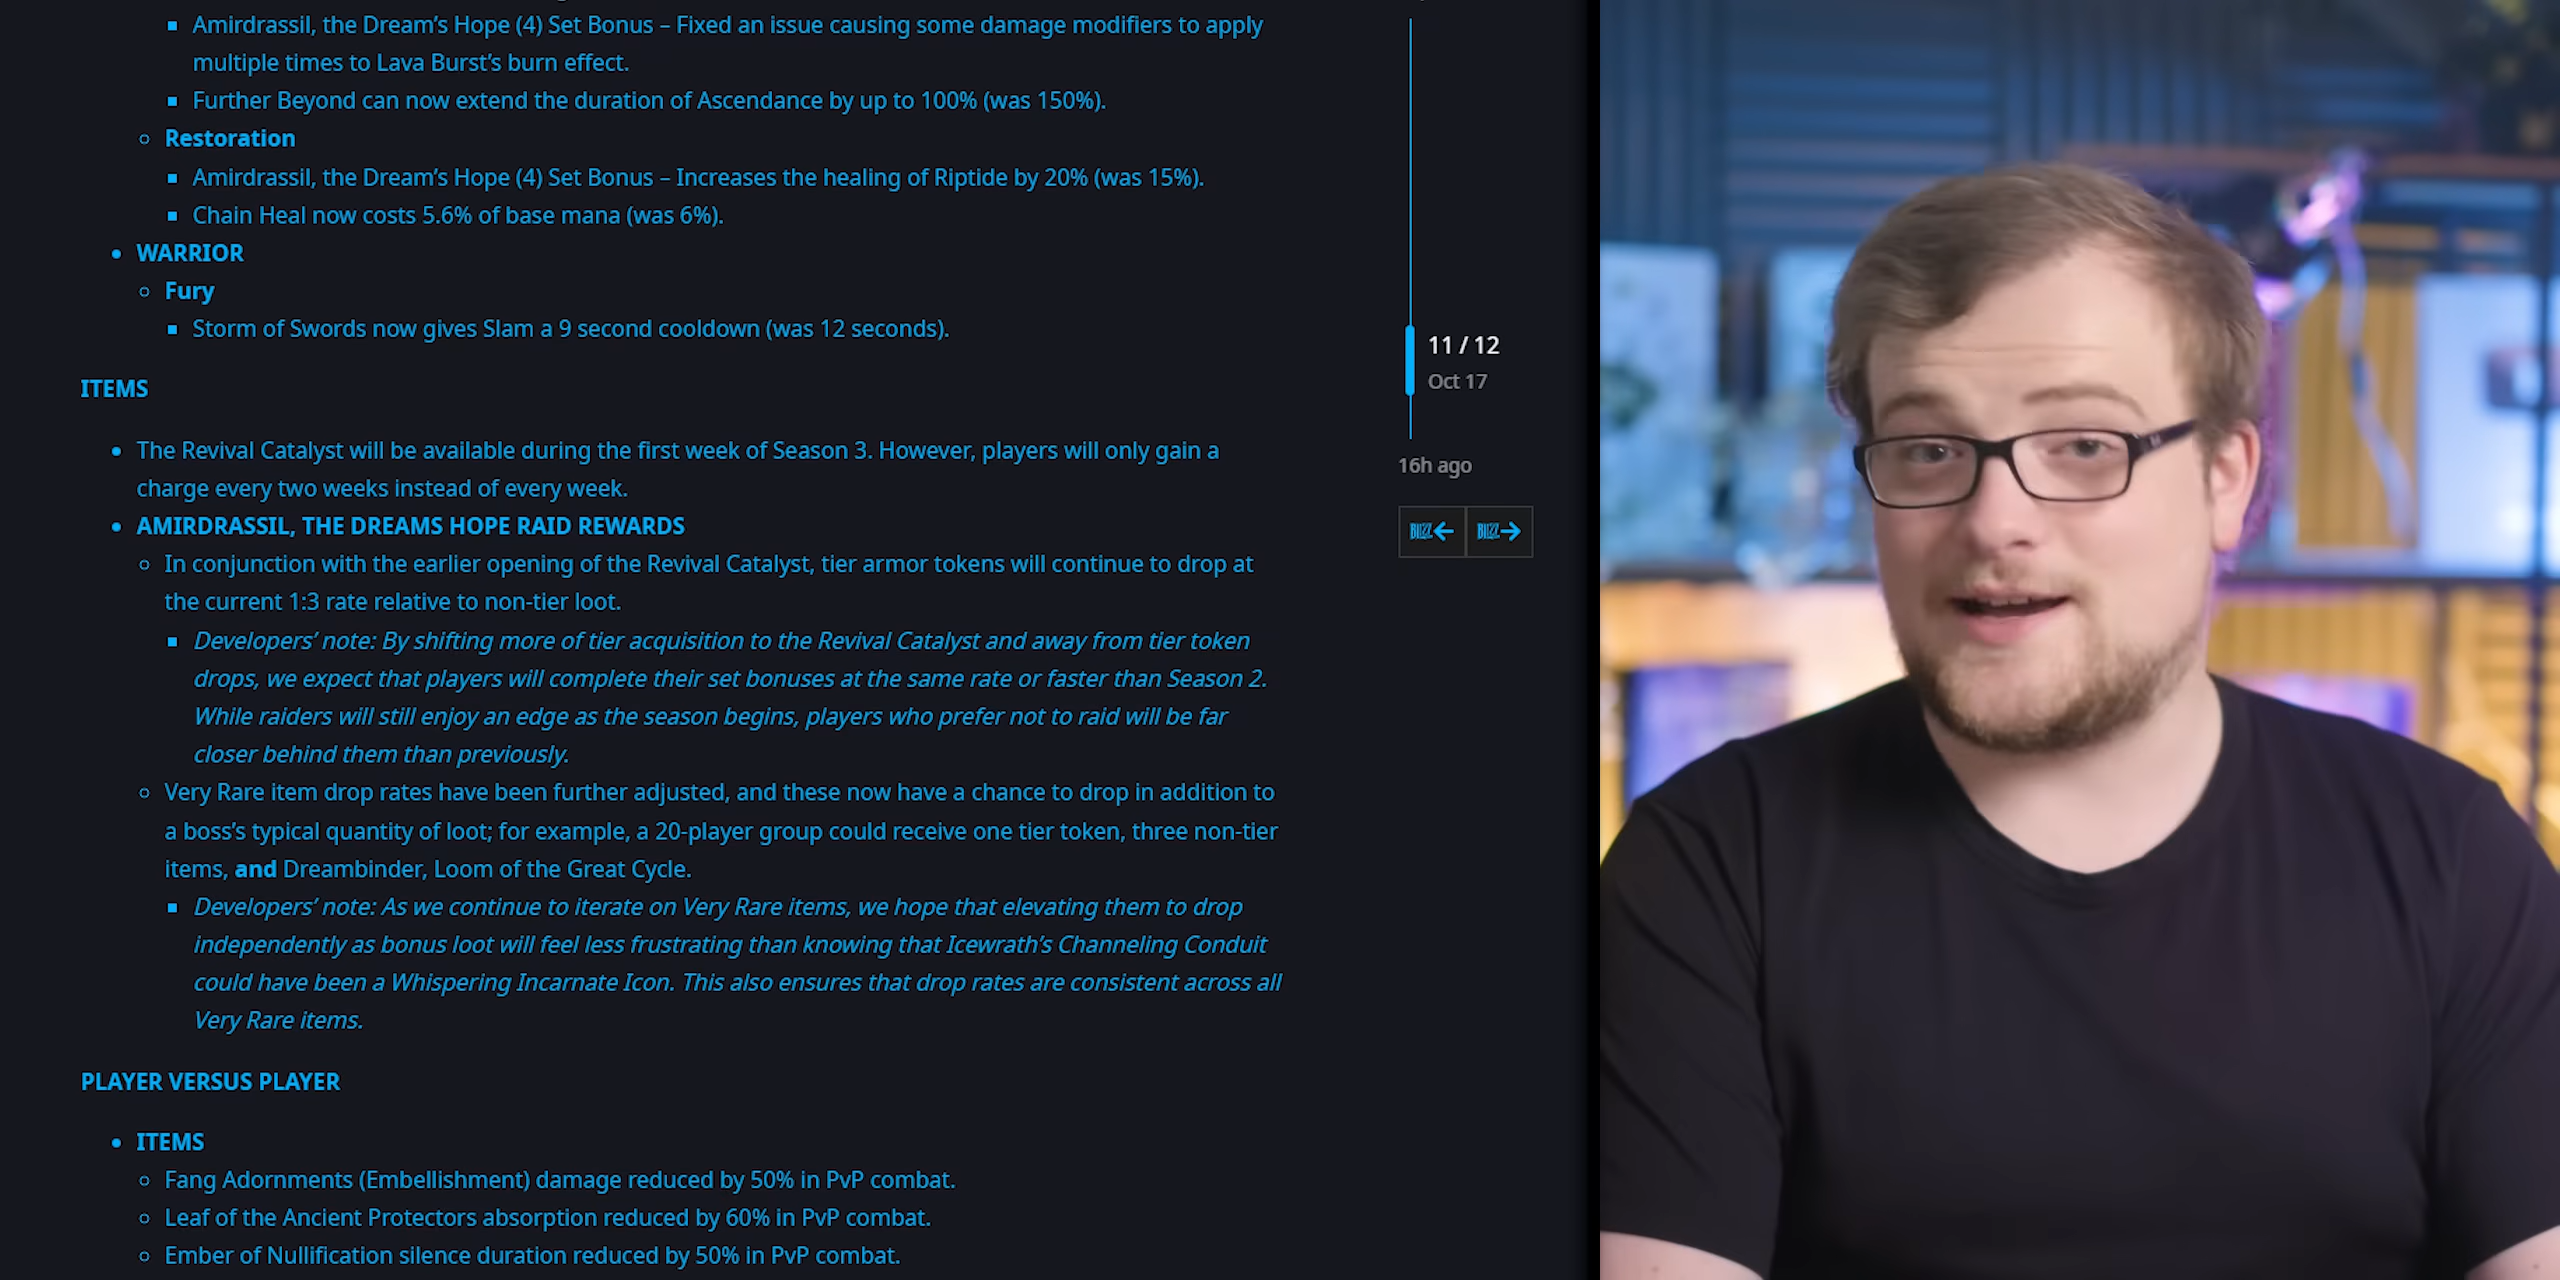 Amirdrassil, the Dream's Hope (4) Set Bonus – Fixed an issue causing some damage modifiers to apply
multiple times to Lava Burst's burn effect.
Further Beyond can now extend the duration of Ascendance by up to 100% (was 150%).
Restoration
Amirdrassil, the Dream's Hope (4) Set Bonus – Increases the healing of Riptide by 20% (was 15%).
Chain Heal now costs 5.6% of base mana (was 6%).
WARRIOR
Fury
Storm of Swords now gives Slam a 9 second cooldown (was 12 seconds).
ITEMS
The Revival Catalyst will be available during the first week of Season 3. However, players will only gain a
charge every two weeks instead of every week.
AMIRDRASSIL, THE DREAMS HOPE RAID REWARDS
In conjunction with the earlier opening of the Revival Catalyst, tier armor tokens will continue to drop at
the current 1:3 rate relative to non-tier loot.
Developers' note: By shifting more of tier acquisition to the Revival Catalyst and away from tier token
drops, we expect that players will complete their set bonuses at the same rate or faster than Season 2.
While raiders will still enjoy an edge as the season begins, players who prefer not to raid will be far
closer behind them than previously.
Very Rare item drop rates have been further adjusted, and these now have a chance to drop in addition to
a boss's typical quantity of loot; for example, a 20-player group could receive one tier token, three non-tier
items, and Dreambinder, Loom of the Great Cycle.
Developers' note: As we continue to iterate on Very Rare items, we hope that elevating them to drop
independently as bonus loot will feel less frustrating than knowing that Icewrath's Channeling Conduit
could have been a Whispering Incarnate Icon. This also ensures that drop rates are consistent across all
Very Rare items.
PLAYER VERSUS PLAYER
ITEMS
Fang Adornments (Embellishment) damage reduced by 50% in PvP combat.
Leaf of the Ancient Protectors absorption reduced by 60% in PvP combat.
Ember of Nullification silence duration reduced by 50% in PvP combat.
11 / 12
Oct 17
16h ago
BLIZZ
BLIZZ